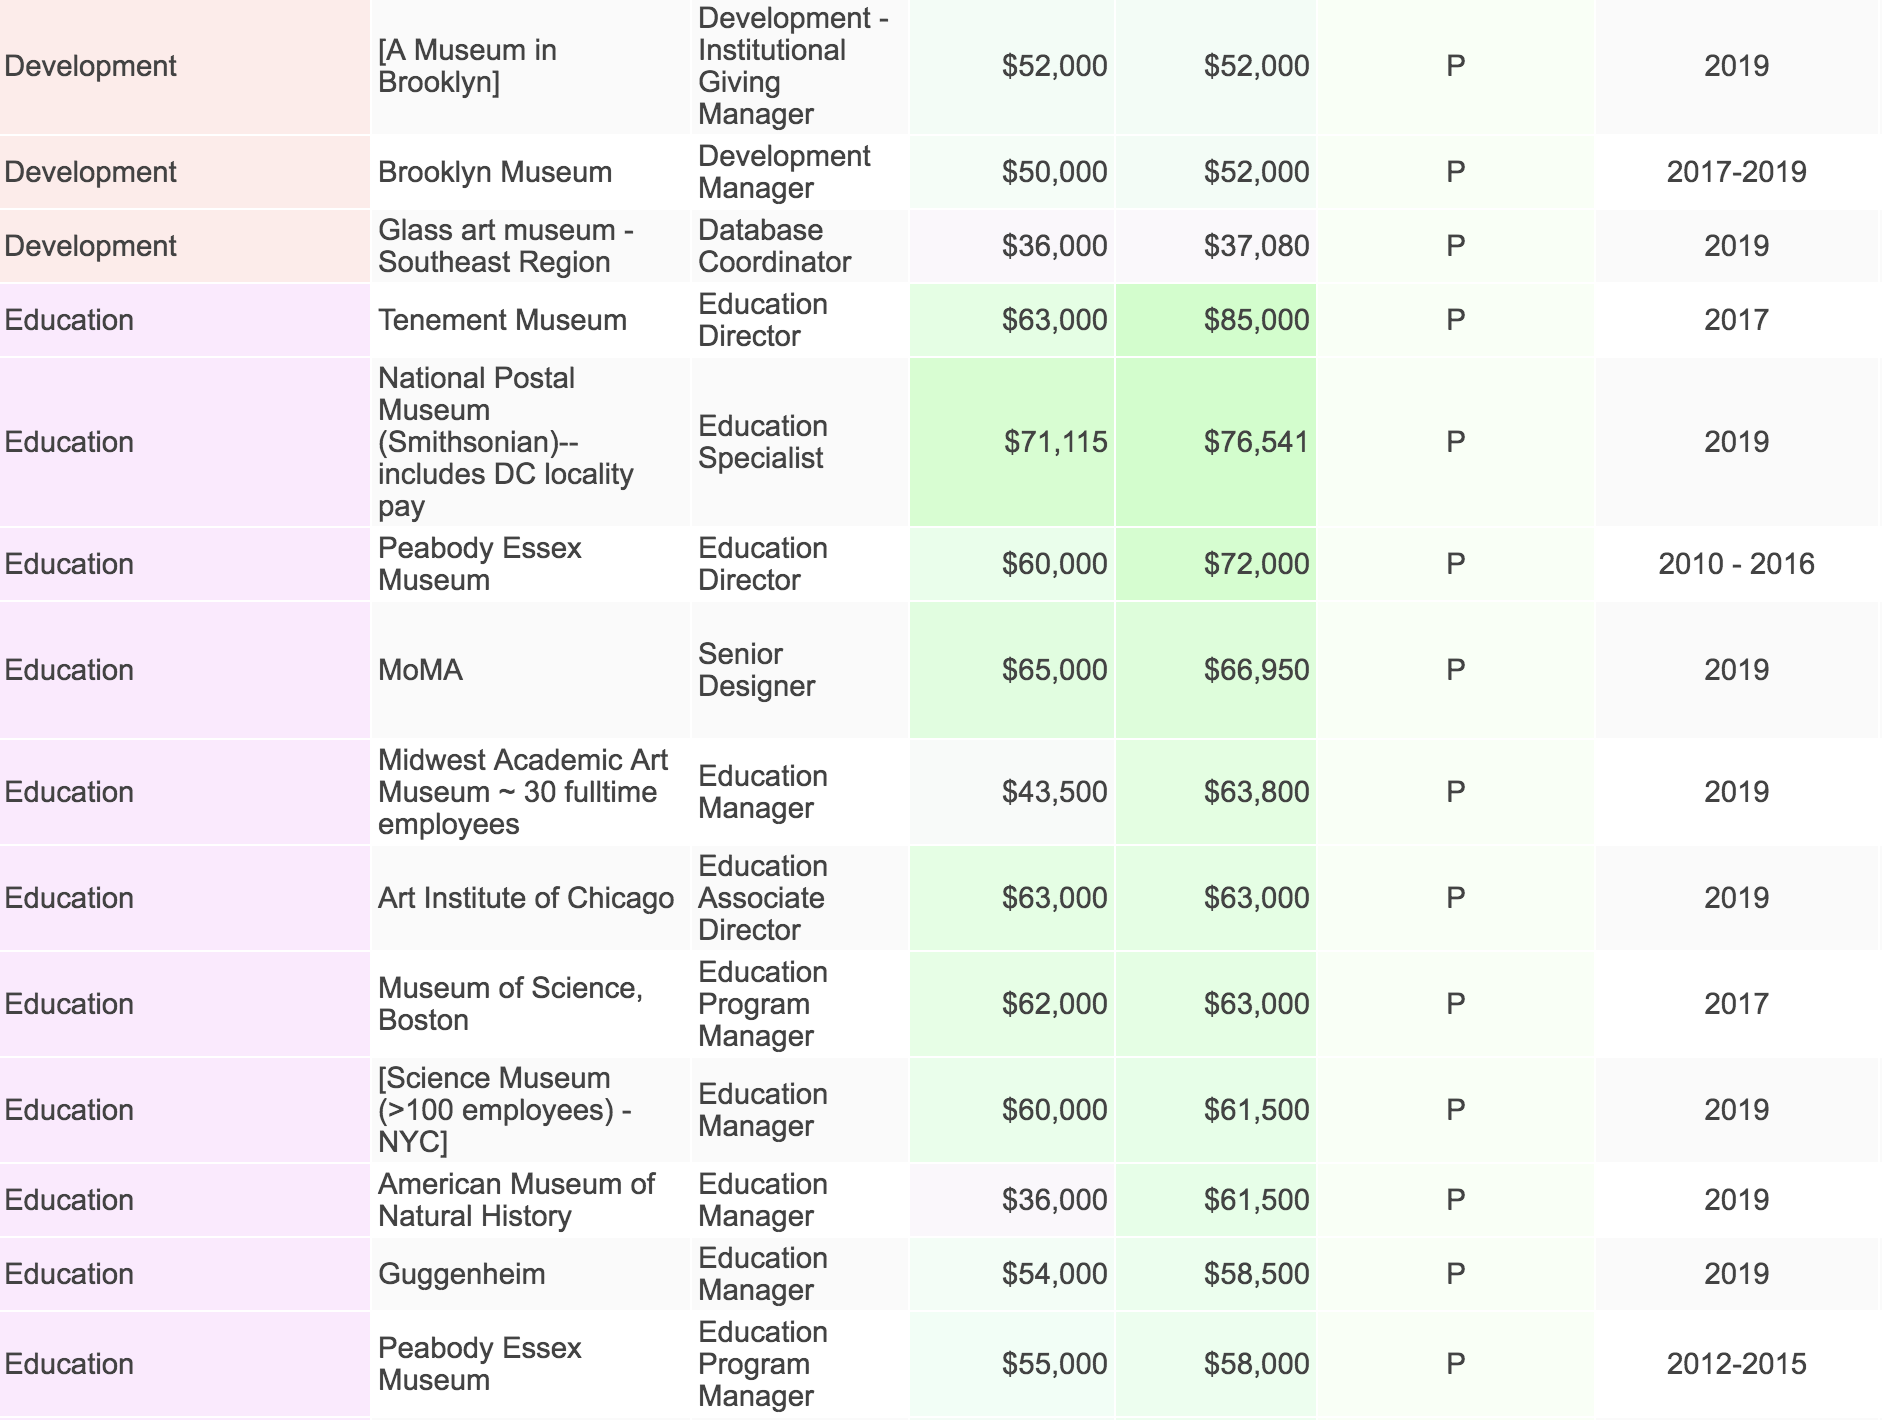 Development [A Museum in Brooklyn] Development - Institutional Giving Manager $52,000 $52,000 P 2019
Development Brooklyn Museum Development Manager $50,000 $52,000 P 2017-2019
Development Glass art museum - Southeast Region Database Coordinator $36,000 $37,080 P 2019
Education Tenement Museum Education Director $63,000 $85,000 P 2017
Education National Postal Museum (Smithsonian)-- includes DC locality pay Education Specialist $71,115 $76,541 P 2019
Education Peabody Essex Museum Education Director $60,000 $72,000 P 2010 - 2016
Education MoMA Senior Designer $65,000 $66,950 P 2019
Education Midwest Academic Art Museum ~ 30 fulltime employees Education Manager $43,500 $63,800 P 2019
Education Art Institute of Chicago Education Associate Director $63,000 $63,000 P 2019
Education Museum of Science, Boston Education Program Manager $62,000 $63,000 P 2017
Education [Science Museum (>100 employees) - NYC] Education Manager $60,000 $61,500 P 2019
Education American Museum of Natural History Education Manager $36,000 $61,500 P 2019
Education Guggenheim Education Manager $54,000 $58,500 P 2019
Education Peabody Essex Museum Education Program Manager $55,000 $58,000 P 2012-2015